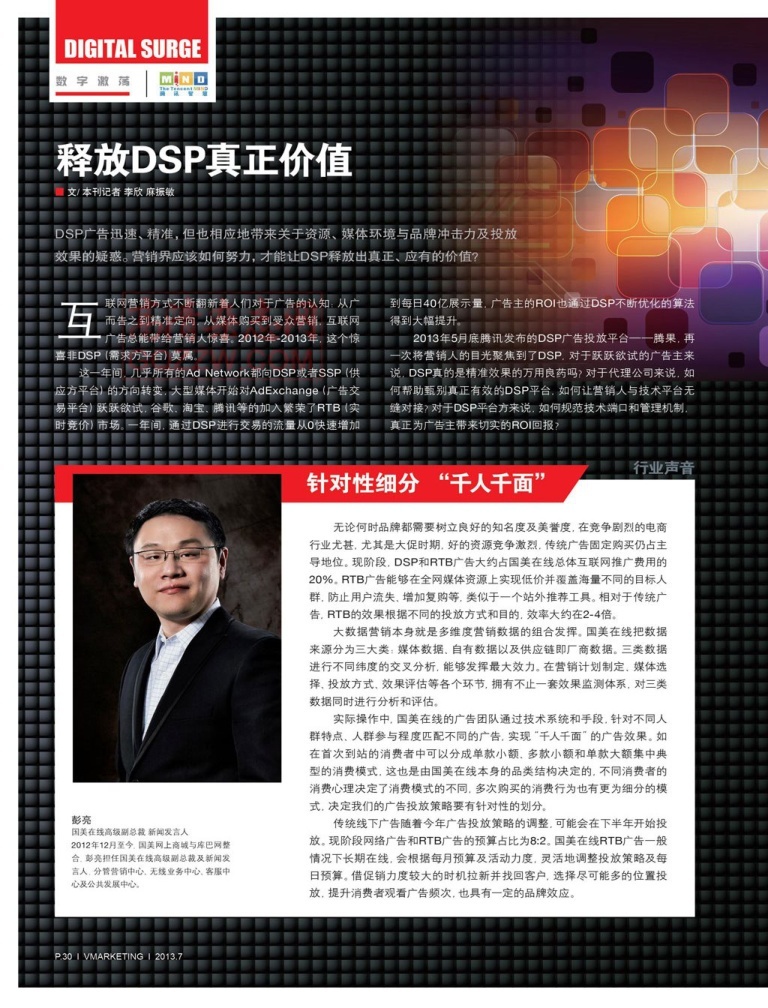 DIGITAL SURGE
数字激荡
MiND
The Tencent MIND
腾讯智慧
释放DSP真正价值
文/ 本刊记者 李欣 麻振敏
DSP广告迅速、精准，但也相应地带来关于资源、媒体环境与品牌冲击力及投放
效果的疑惑。营销界应该如何努力，才能让DSP释放出真正、应有的价值？
互联网营销方式不断翻新着人们对于广告的认知，从广
而告之到精准定向，从媒体购买到受众营销，互联网
广告总能带给营销人惊喜。2012年-2013年，这个惊
喜非DSP（需求方平台）莫属。
这一年间，几乎所有的Ad Network都向DSP或者SSP（供
应方平台）的方向转变，大型媒体开始对AdExchange（广告交
易平台）跃跃欲试，谷歌、淘宝、腾讯等的加入繁荣了RTB（实
时竞价）市场。一年间，通过DSP进行交易的流量从0快速增加
到每日40亿展示量，广告主的ROI也通过DSP不断优化的算法
得到大幅提升。
2013年5月底腾讯发布的DSP广告投放平台——腾果，再
一次将营销人的目光聚焦到了DSP，对于跃跃欲试的广告主来
说，DSP真的是精准效果的万用良药吗？对于代理公司来说，如
何帮助甄别真正有效的DSP平台，如何让营销人与技术平台无
缝对接？对于DSP平台方来说，如何规范技术端口和管理机制，
真正为广告主带来切实的ROI回报？
行业声音
针对性细分 “千人千面”
无论何时品牌都需要树立良好的知名度及美誉度，在竞争剧烈的电商
行业尤甚，尤其是大促时期，好的资源竞争激烈，传统广告固定购买仍占主
导地位。现阶段，DSP和RTB广告大约占国美在线总体互联网推广费用的
20%。RTB广告能够在全网媒体资源上实现低价并覆盖海量不同的目标人
群，防止用户流失、增加复购等，类似于一个站外推荐工具。相对于传统广
告，RTB的效果根据不同的投放方式和目的，效率大约在2-4倍。
大数据营销本身就是多维度营销数据的组合发挥。国美在线把数据
来源分为三大类：媒体数据，自有数据以及供应链即厂商数据。三类数据
进行不同纬度的交叉分析，能够发挥最大效力。在营销计划制定、媒体选
择、投放方式、效果评估等各个环节，拥有不止一套效果监测体系，对三类
数据同时进行分析和评估。
实际操作中，国美在线的广告团队通过技术系统和手段，针对不同人
群特点，人群参与程度匹配不同的广告，实现“千人千面”的广告效果。如
在首次到站的消费者中可以分成单款小额，多款小额和单款大额集中典
型的消费模式，这也是由国美在线本身的品类结构决定的，不同消费者的
消费心理决定了消费模式的不同，多次购买的消费行为也有更为细分的模
式，决定我们的广告投放策略要有针对性的划分。
传统线下广告随着今年广告投放策略的调整，可能会在下半年开始投
放。现阶段网络广告和RTB广告的预算占比为8:2。国美在线RTB广告一般
情况下长期在线，会根据每月预算及活动力度，灵活地调整投放策略及每
日预算。借促销力度较大的时机拉新并找回客户，选择尽可能多的位置投
放，提升消费者观看广告频次，也具有一定的品牌效应。
彭亮
国美在线高级副总裁 新闻发言人
2012年12月至今，国美网上商城与库巴网整
合，彭亮担任国美在线高级副总裁及新闻发
言人，分管营销中心、无线业务中心、客服中
心及公共发展中心。
P.30 I VMARKETING I 2013.7